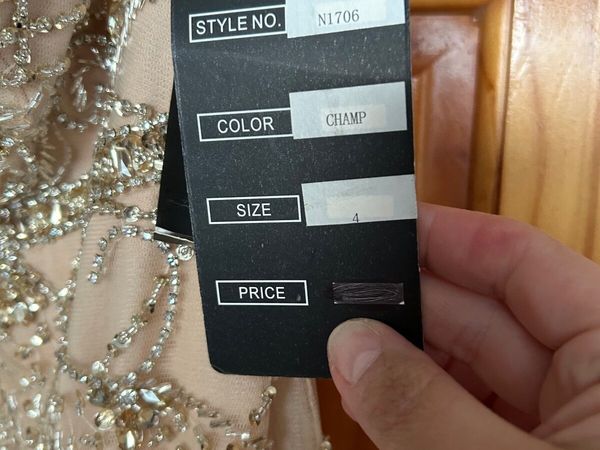 STYLE NO. N1706
COLOR CHAMP
SIZE 4
PRICE